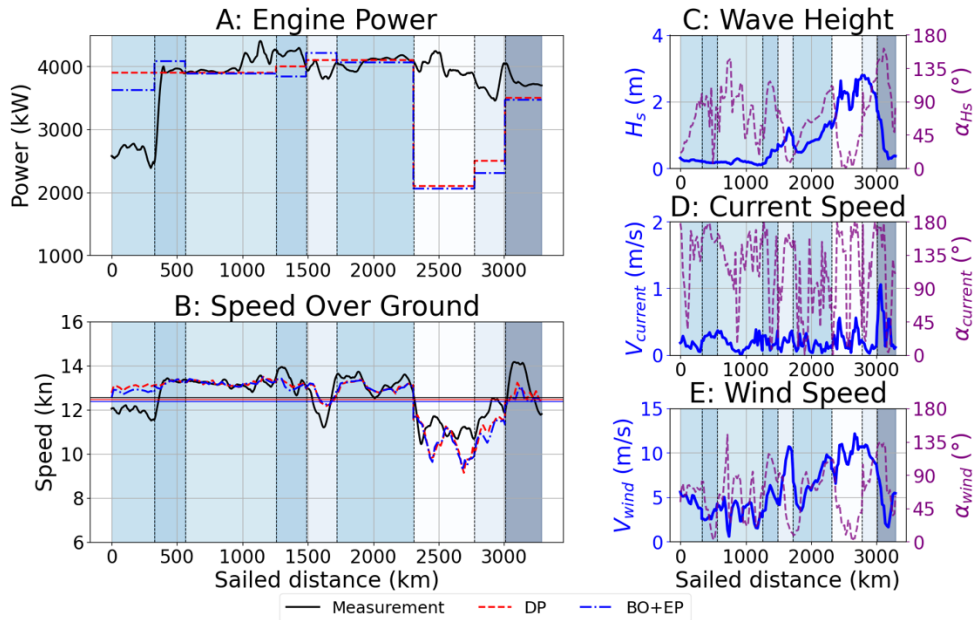 A: Engine Power
Power (kW)
4000
3000
2000
1000
0 500 1000 1500 2000 2500 3000
B: Speed Over Ground
Speed (kn)
16
14
12
10
8
6
0 500 1000 1500 2000 2500 3000
Sailed distance (km)
C: Wave Height
H_s (m)
4
2
0
α_Hs (°)
180
135
90
45
0
0 1000 2000 3000
D: Current Speed
V_current (m/s)
2
1
0
α_current (°)
180
135
90
45
0
0 1000 2000 3000
E: Wind Speed
V_wind (m/s)
15
10
5
0
α_wind (°)
180
135
90
45
0
0 1000 2000 3000
Sailed distance (km)
Measurement DP BO+EP